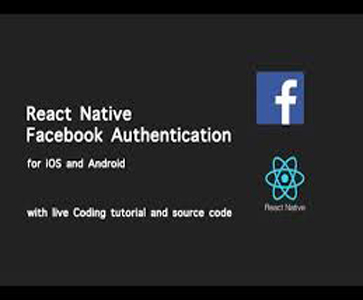 React Native
Facebook Authentication
for iOS and Android
with live Coding tutorial and source code
f
React Native